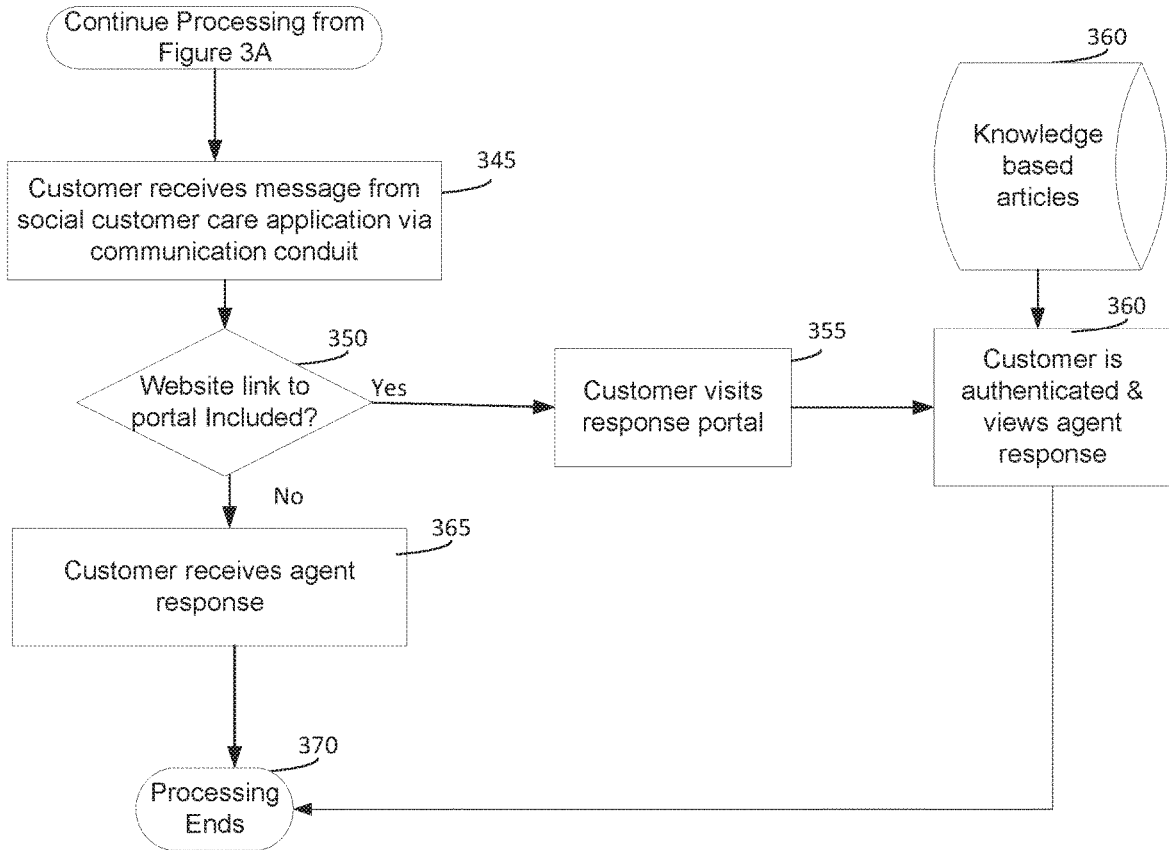 Continue Processing from
Figure 3A
360
Knowledge
based
articles
345
Customer receives message from
social customer care application via
communication conduit
350
Website link to
portal Included?
Yes
355
Customer visits
response portal
360
Customer is
authenticated &
views agent
response
No
365
Customer receives agent
response
370
Processing
Ends